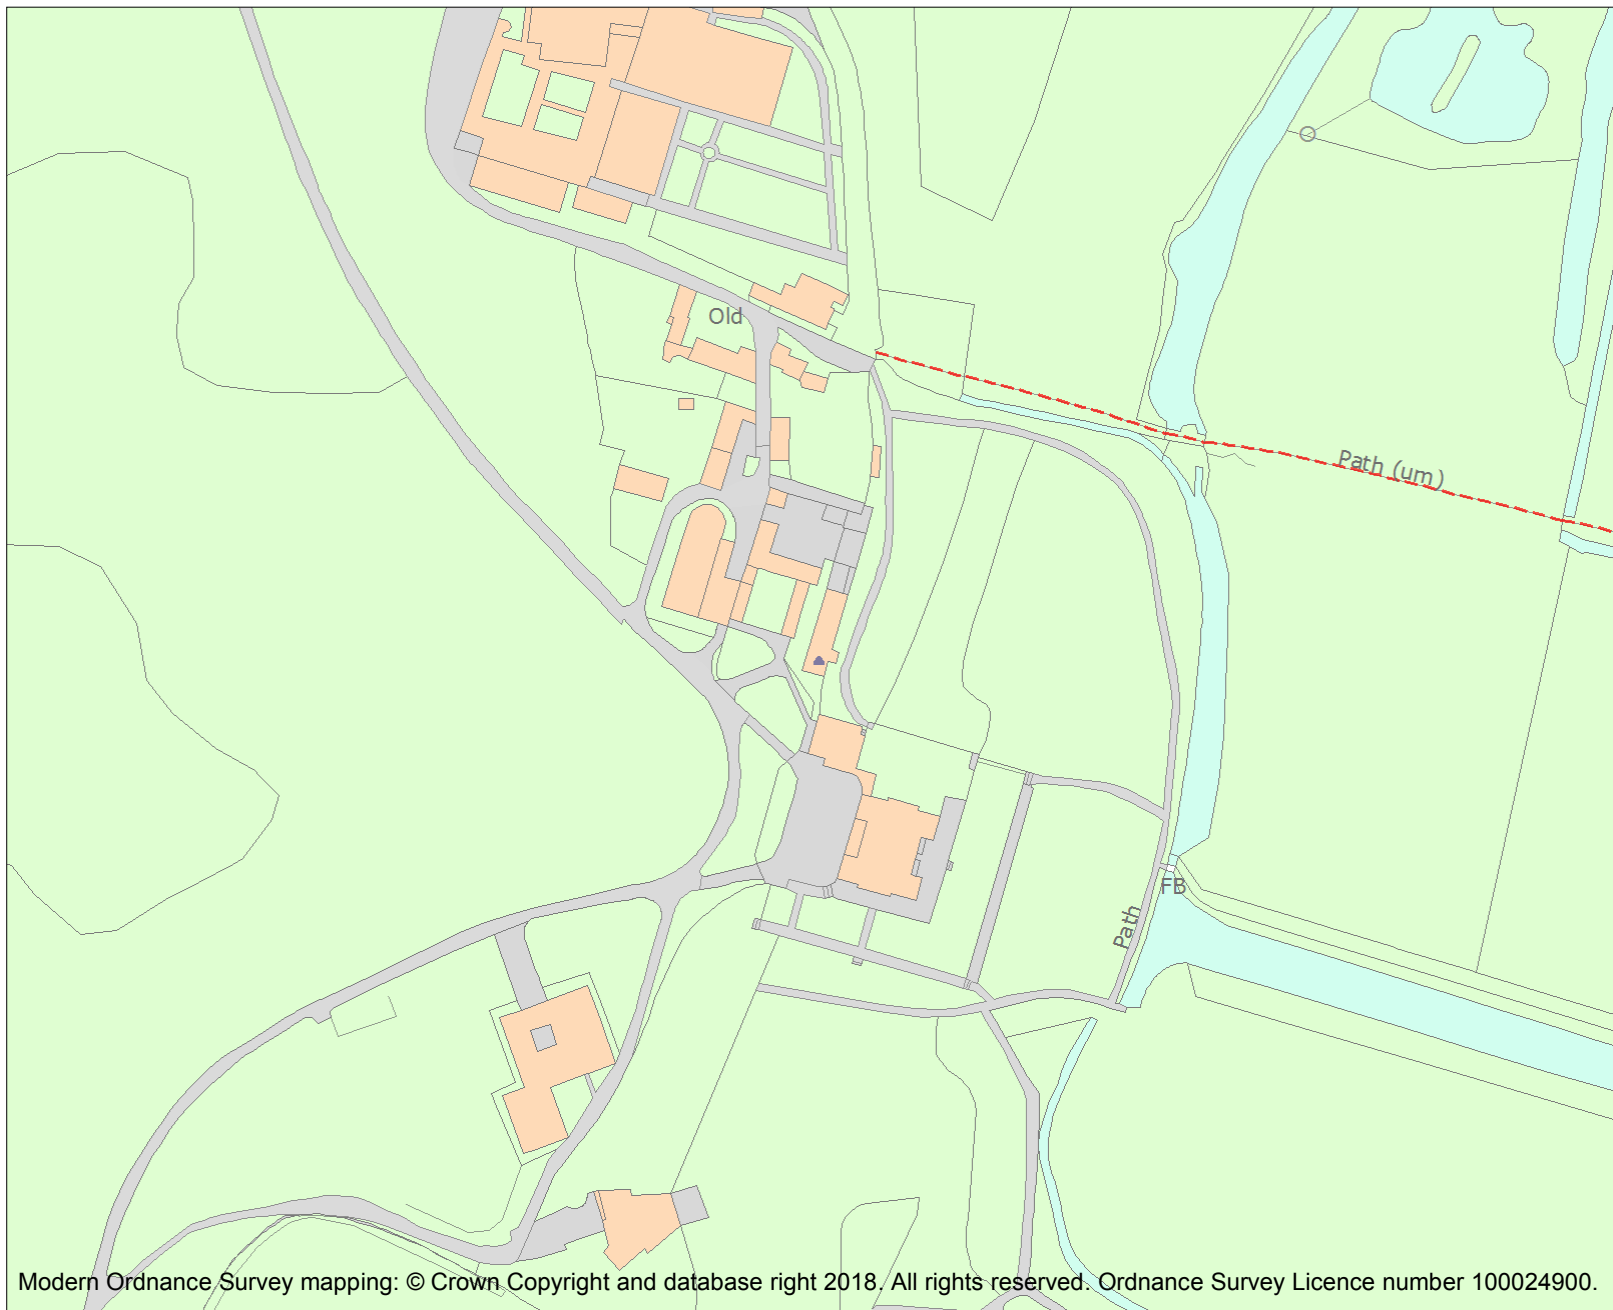 Old
Path (um)
FB
Path
Modern Ordnance Survey mapping: © Crown Copyright and database right 2018. All rights reserved. Ordnance Survey Licence number 100024900.